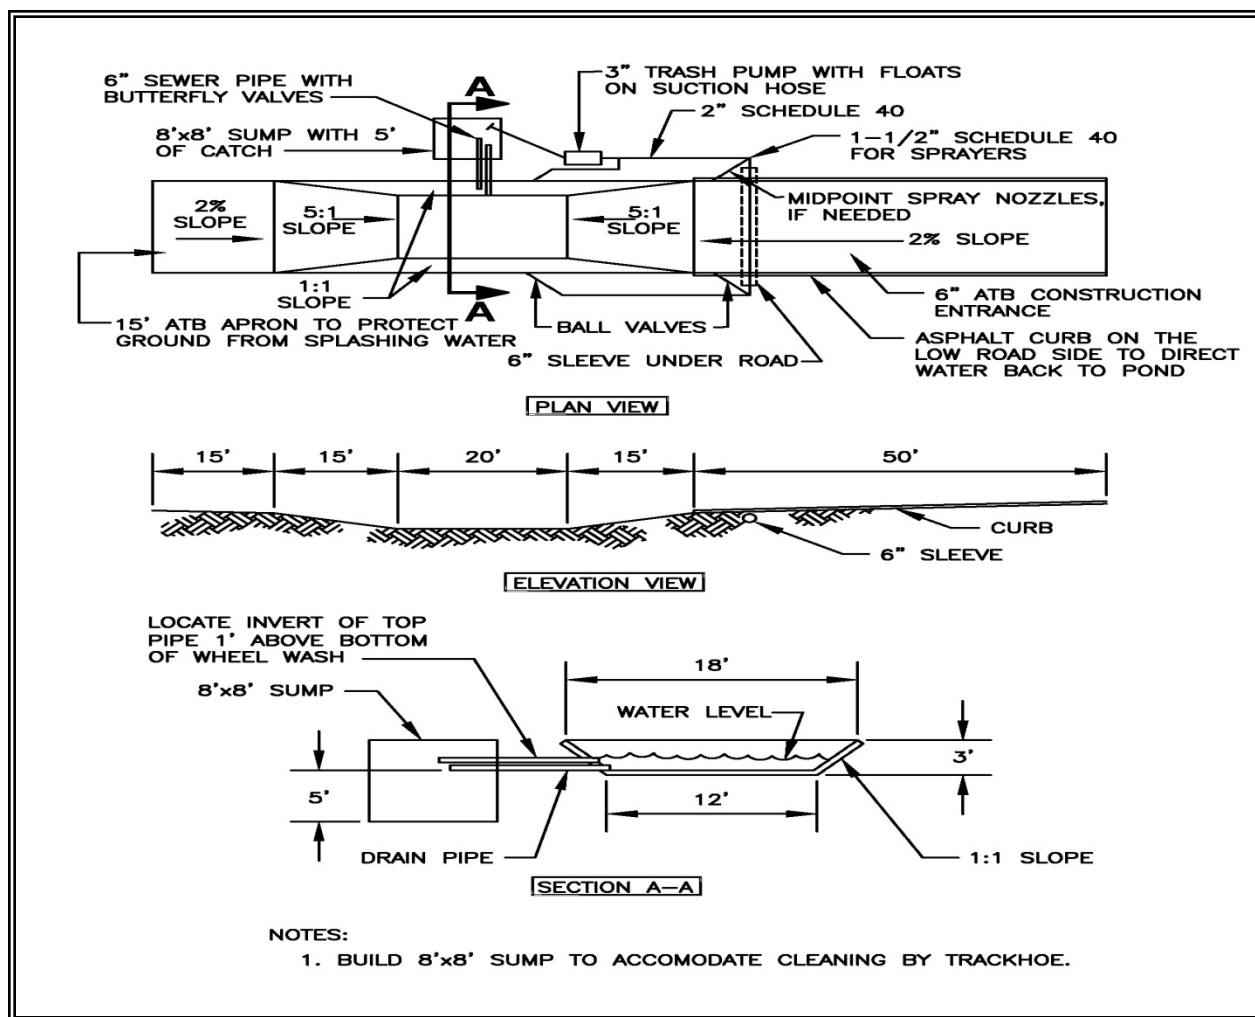 6" SEWER PIPE WITH
BUTTERFLY VALVES
A
3" TRASH PUMP WITH FLOATS
ON SUCTION HOSE
2" SCHEDULE 40
8'x8' SUMP WITH 5'
OF CATCH
1-1/2" SCHEDULE 40
FOR SPRAYERS
2%
SLOPE
5:1
SLOPE
5:1
SLOPE
MIDPOINT SPRAY NOZZLES,
IF NEEDED
2% SLOPE
1:1
SLOPE
A
15' ATB APRON TO PROTECT
GROUND FROM SPLASHING WATER
BALL VALVES
6" SLEEVE UNDER ROAD
6" ATB CONSTRUCTION
ENTRANCE
ASPHALT CURB ON THE
LOW ROAD SIDE TO DIRECT
WATER BACK TO POND
PLAN VIEW
15'
15'
20'
15'
50'
CURB
6" SLEEVE
ELEVATION VIEW
LOCATE INVERT OF TOP
PIPE 1' ABOVE BOTTOM
OF WHEEL WASH
8'x8' SUMP
18'
WATER LEVEL
3'
5'
12'
DRAIN PIPE
1:1 SLOPE
SECTION A-A
NOTES:
1. BUILD 8'x8' SUMP TO ACCOMODATE CLEANING BY TRACKHOE.